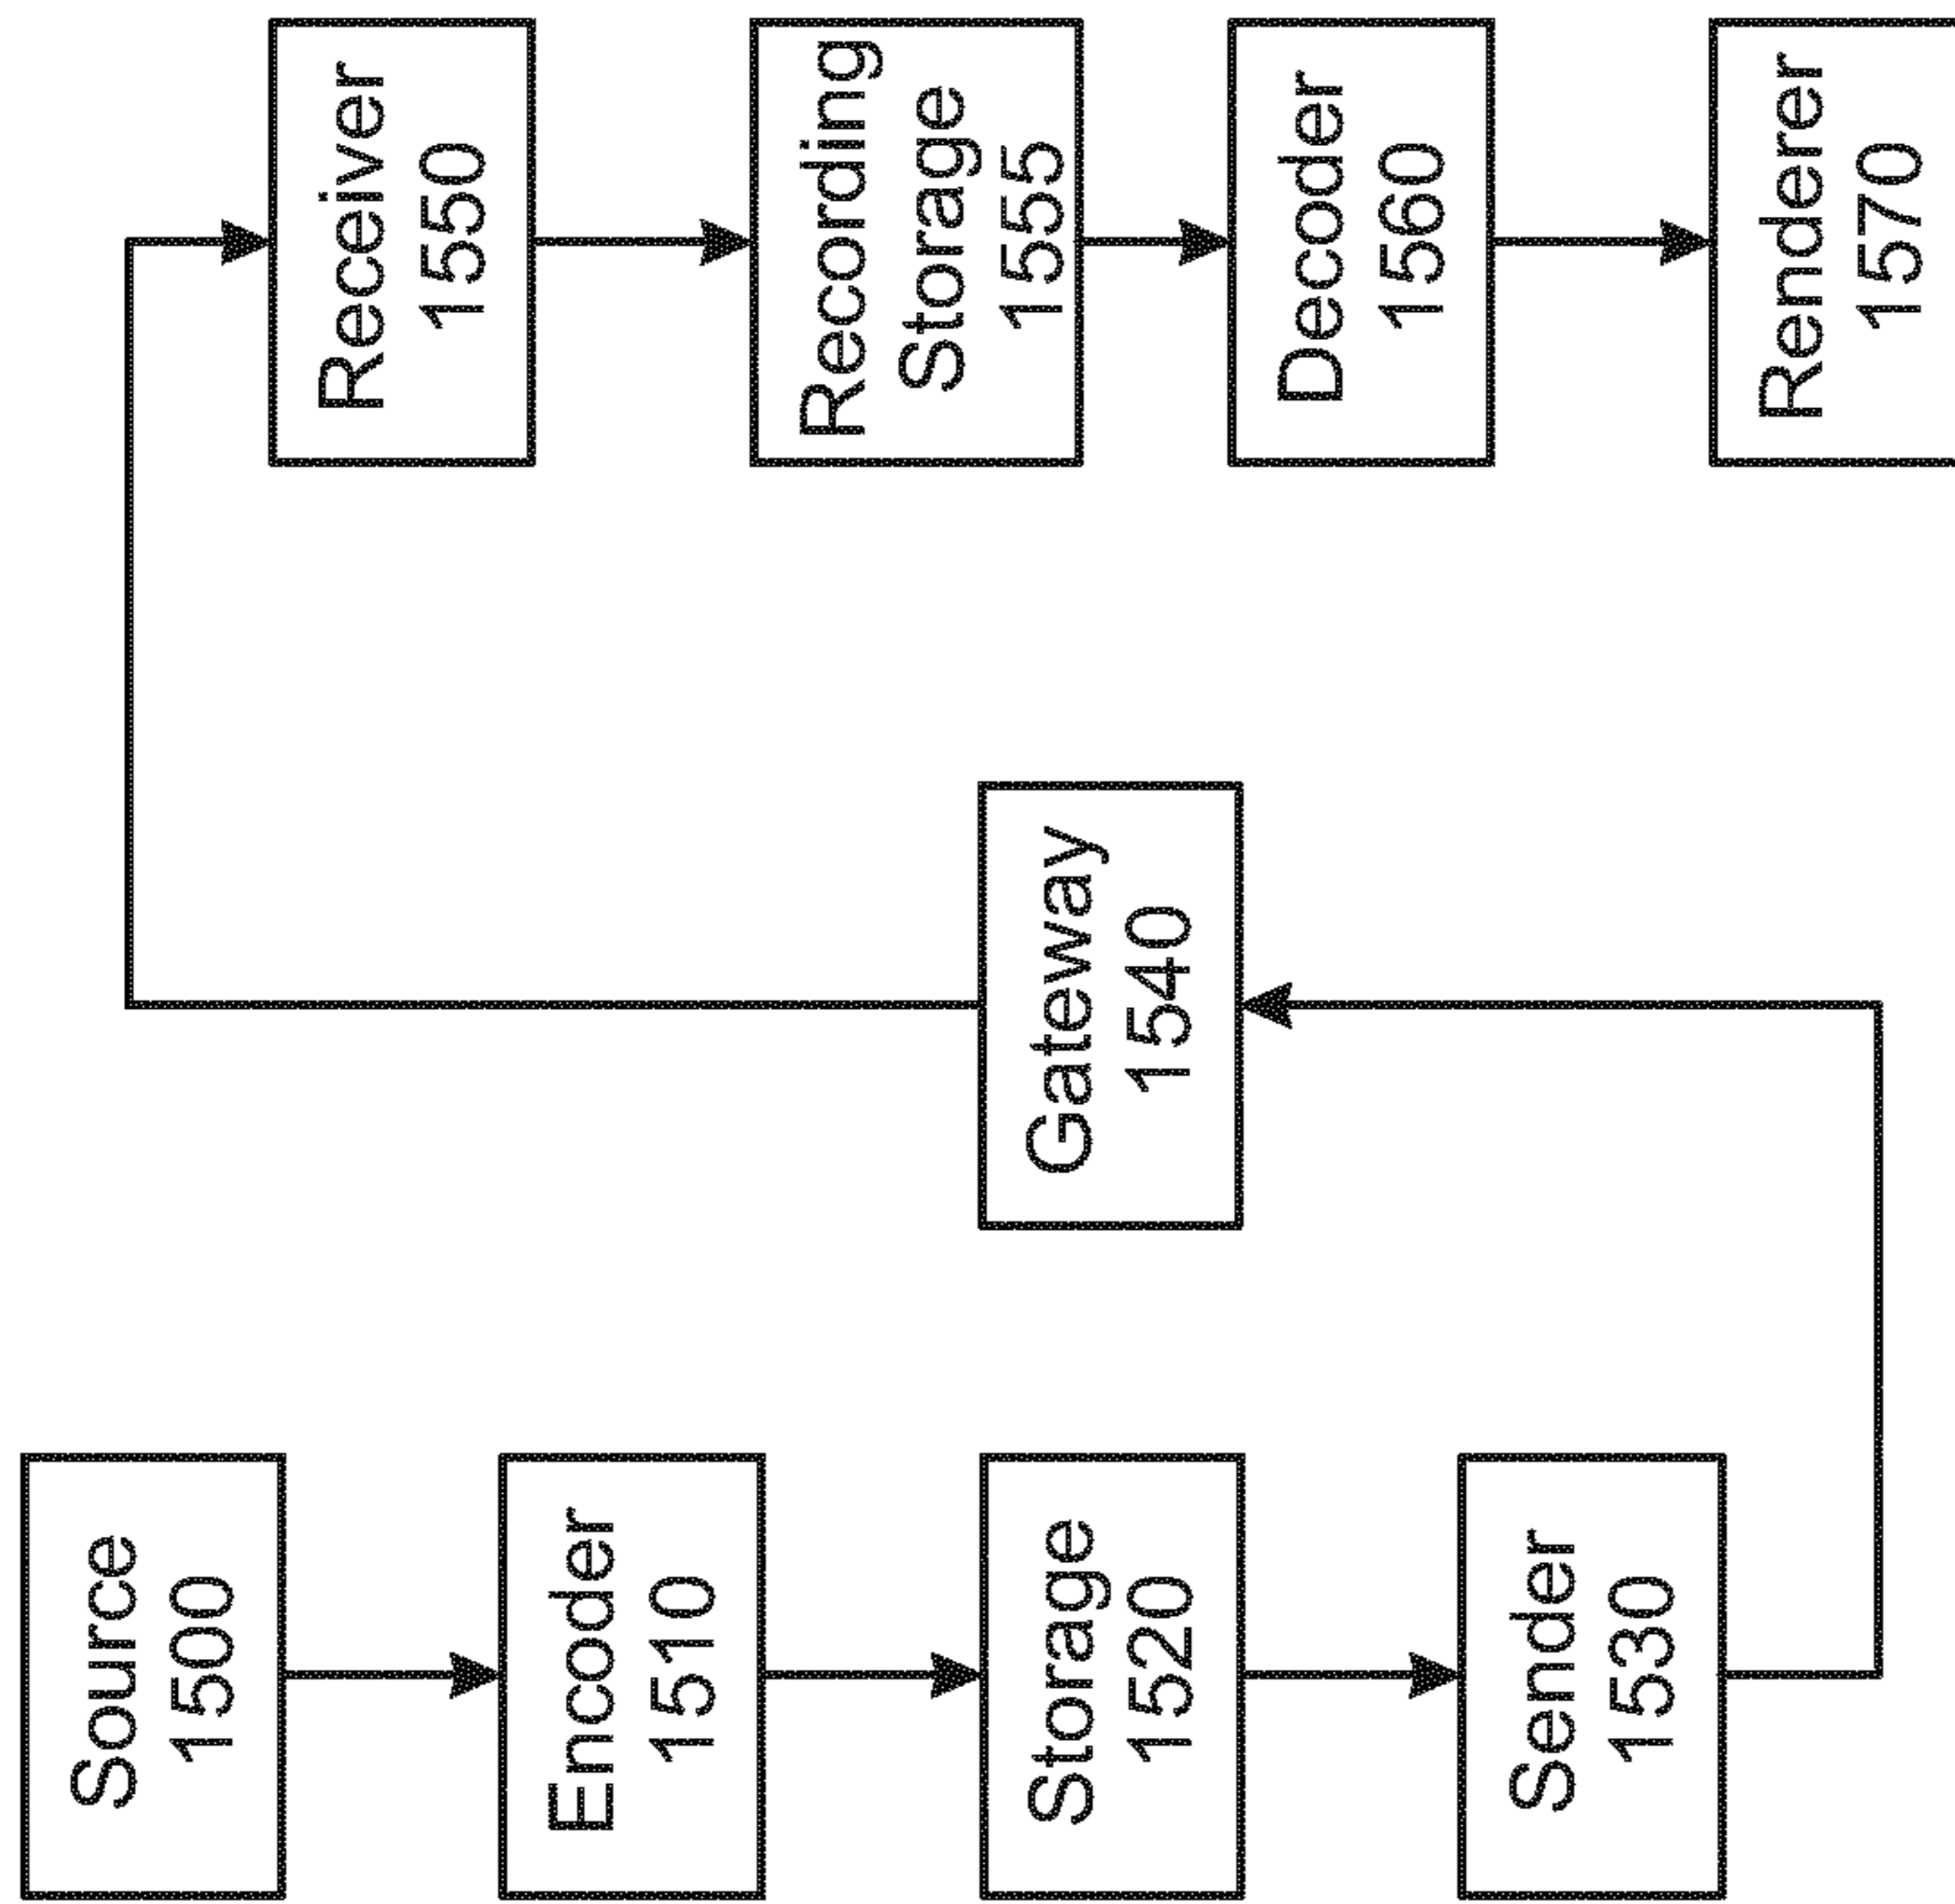 Source
1500
Encoder
1510
Storage
1520
Sender
1530
Gateway
1540
Receiver
1550
Recording
Storage
1555
Decoder
1560
Renderer
1570